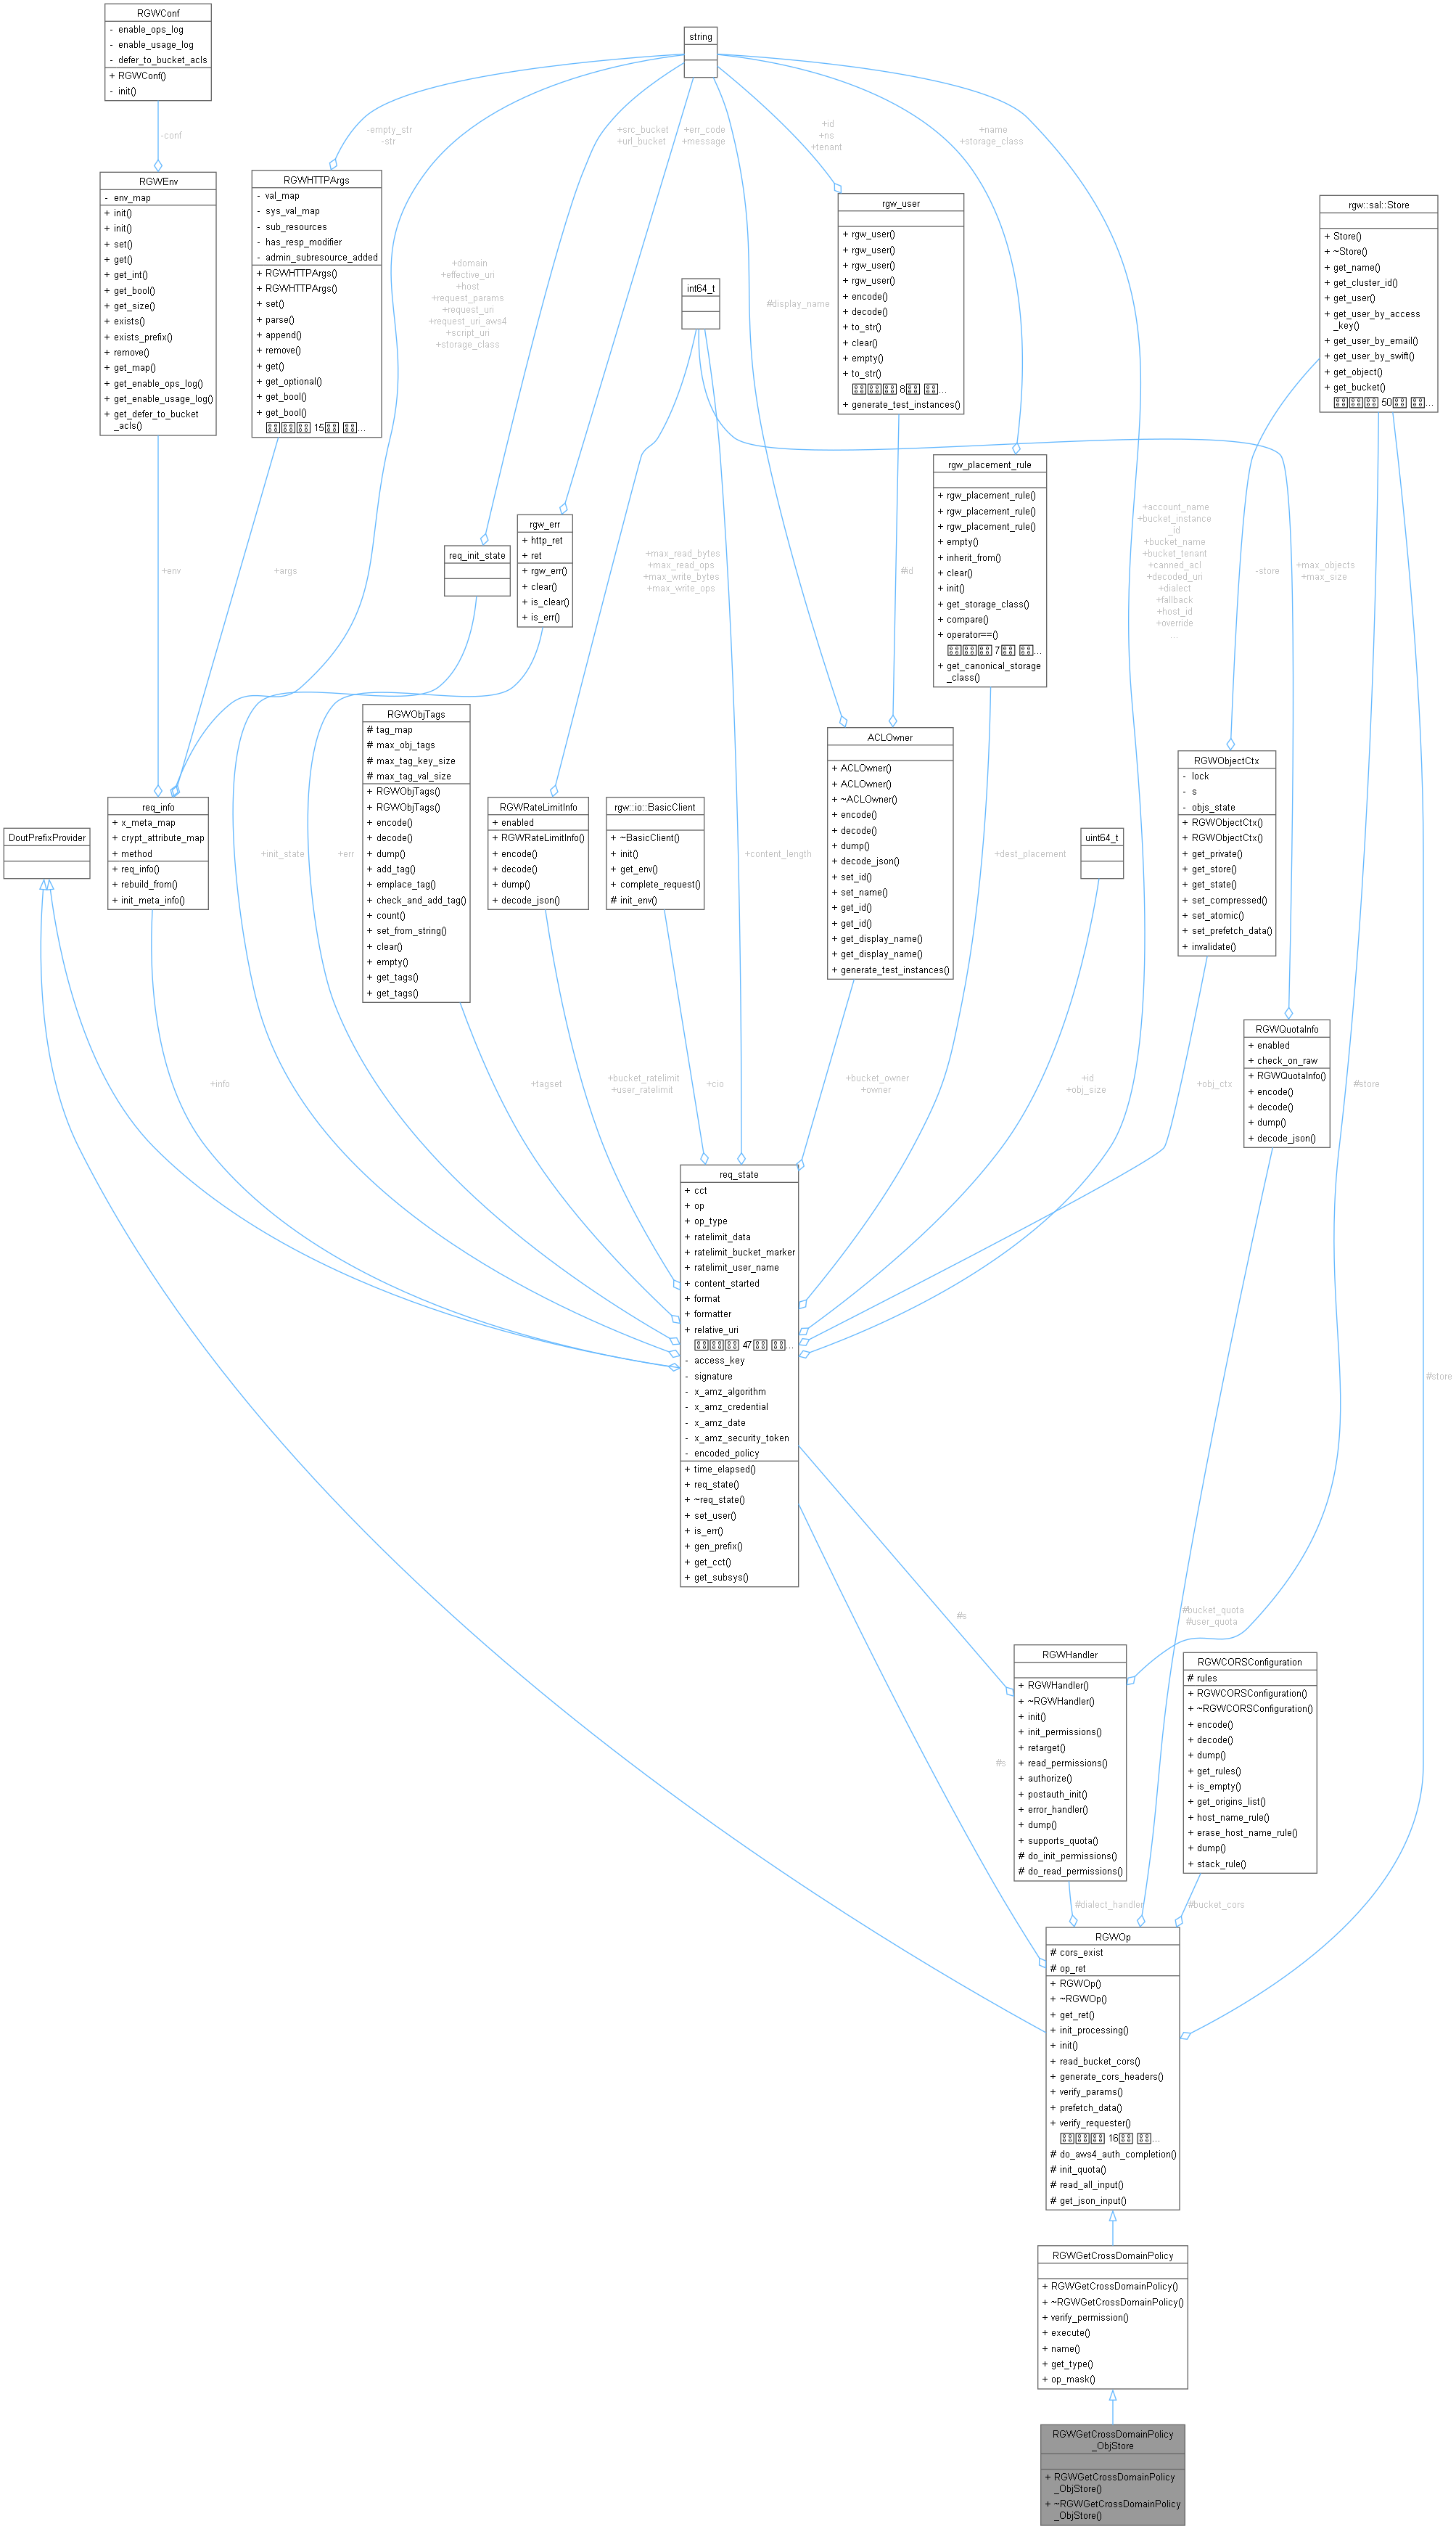 RGWConf
- enable_ops_log
- enable_usage_log
- defer_to_bucket_acls
+ RGWConf()
- init()
string
-conf
-empty_str
-str
+src_bucket
+url_bucket
+err_code
+message
+id
+ns
+tenant
+name
+storage_class
RGWEnv
- env_map
+ init()
+ init()
+ set()
+ get()
+ get_int()
+ get_bool()
+ get_size()
+ exists()
+ exists_prefix()
+ remove()
+ get_map()
+ get_enable_ops_log()
+ get_enable_usage_log()
+ get_defer_to_bucket
_acls()
RGWHTTPArgs
- val_map
- sys_val_map
- sub_resources
- has_resp_modifier
- admin_subresource_added
+ RGWHTTPArgs()
+ RGWHTTPArgs()
+ set()
+ parse()
+ append()
+ remove()
+ get()
+ get_optional()
+ get_bool()
+ get_bool()
15 ...
+domain
+effective_uri
+host
+request_params
+request_uri
+request_uri_aws4
+script_uri
+storage_class
int64_t
#display_name
rgw_user
+ rgw_user()
+ rgw_user()
+ rgw_user()
+ rgw_user()
+ encode()
+ decode()
+ to_str()
+ clear()
+ empty()
+ to_str()
8 ...
+ generate_test_instances()
rgw::sal::Store
+ Store()
+ ~Store()
+ get_name()
+ get_cluster_id()
+ get_user()
+ get_user_by_access
_key()
+ get_user_by_email()
+ get_user_by_swift()
+ get_object()
+ get_bucket()
50 ...
rgw_placement_rule
+ rgw_placement_rule()
+ rgw_placement_rule()
+ rgw_placement_rule()
+ empty()
+ inherit_from()
+ clear()
+ init()
+ get_storage_class()
+ compare()
+ operator==()
7 ...
+ get_canonical_storage
_class()
+env
+args
req_init_state
rgw_err
+ http_ret
+ ret
+ rgw_err()
+ clear()
+ is_clear()
+ is_err()
+max_read_bytes
+max_read_ops
+max_write_bytes
+max_write_ops
#id
+account_name
+bucket_instance
_id
+bucket_name
+bucket_tenant
+canned_acl
+decoded_uri
+dialect
+fallback
+host_id
+override
...
-store
+max_objects
+max_size
DoutPrefixProvider
req_info
+ x_meta_map
+ crypt_attribute_map
+ method
+ req_info()
+ rebuild_from()
+ init_meta_info()
+init_state
+err
RGWObjTags
# tag_map
# max_obj_tags
# max_tag_key_size
# max_tag_val_size
+ RGWObjTags()
+ RGWObjTags()
+ encode()
+ decode()
+ dump()
+ add_tag()
+ emplace_tag()
+ check_and_add_tag()
+ count()
+ set_from_string()
+ clear()
+ empty()
+ get_tags()
+ get_tags()
RGWRateLimitInfo
+ enabled
+ RGWRateLimitInfo()
+ encode()
+ decode()
+ dump()
+ decode_json()
rgw::io::BasicClient
+ ~BasicClient()
+ init()
+ get_env()
+ complete_request()
# init_env()
+content_length
ACLOwner
+ ACLOwner()
+ ACLOwner()
+ ~ACLOwner()
+ encode()
+ decode()
+ dump()
+ decode_json()
+ set_id()
+ set_name()
+ get_id()
+ get_id()
+ get_display_name()
+ get_display_name()
+ generate_test_instances()
+dest_placement
uint64_t
RGWObjectCtx
- lock
- s
- objs_state
+ RGWObjectCtx()
+ RGWObjectCtx()
+ get_private()
+ get_store()
+ get_state()
+ set_compressed()
+ set_atomic()
+ set_prefetch_data()
+ invalidate()
RGWQuotaInfo
+ enabled
+ check_on_raw
+ RGWQuotaInfo()
+ encode()
+ decode()
+ dump()
+ decode_json()
+info
+tagset
+bucket_ratelimit
+user_ratelimit
+cio
+bucket_owner
+owner
+id
+obj_size
+obj_ctx
#store
#store
req_state
+ cct
+ op
+ op_type
+ ratelimit_data
+ ratelimit_bucket_marker
+ ratelimit_user_name
+ content_started
+ format
+ formatter
+ relative_uri
47 ...
- access_key
- signature
- x_amz_algorithm
- x_amz_credential
- x_amz_date
- x_amz_security_token
- encoded_policy
+ time_elapsed()
+ req_state()
+ ~req_state()
+ set_user()
+ is_err()
+ gen_prefix()
+ get_cct()
+ get_subsys()
#s
#s
#bucket_quota
#user_quota
RGWHandler
+ RGWHandler()
+ ~RGWHandler()
+ init()
+ init_permissions()
+ retarget()
+ read_permissions()
+ authorize()
+ postauth_init()
+ error_handler()
+ dump()
+ supports_quota()
# do_init_permissions()
# do_read_permissions()
RGWCORSConfiguration
# rules
+ RGWCORSConfiguration()
+ ~RGWCORSConfiguration()
+ encode()
+ decode()
+ dump()
+ get_rules()
+ is_empty()
+ get_origins_list()
+ host_name_rule()
+ erase_host_name_rule()
+ dump()
+ stack_rule()
#dialect_handler
#bucket_cors
RGWOp
# cors_exist
# op_ret
+ RGWOp()
+ ~RGWOp()
+ get_ret()
+ init_processing()
+ init()
+ read_bucket_cors()
+ generate_cors_headers()
+ verify_params()
+ prefetch_data()
+ verify_requester()
16 ...
# do_aws4_auth_completion()
# init_quota()
# read_all_input()
# get_json_input()
RGWGetCrossDomainPolicy
+ RGWGetCrossDomainPolicy()
+ ~RGWGetCrossDomainPolicy()
+ verify_permission()
+ execute()
+ name()
+ get_type()
+ op_mask()
RGWGetCrossDomainPolicy
_ObjStore
+ RGWGetCrossDomainPolicy
_ObjStore()
+ ~RGWGetCrossDomainPolicy
_ObjStore()